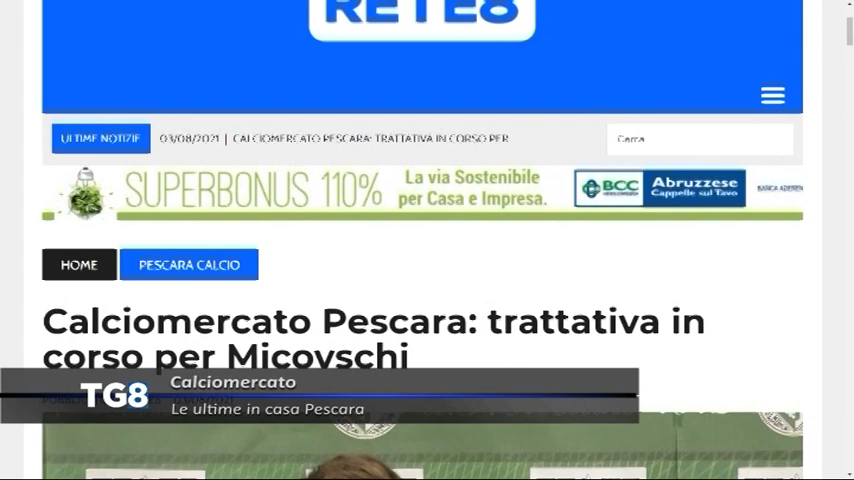 RETE8
ULTIME NOTIZIE
03/08/2021 | CALCIOMERCATO PESCARA: TRATTATIVA IN CORSO PER
Cerca
SUPERBONUS 110%
La via Sostenibile
per Casa e Impresa.
BCC
Abruzzese
Cappelle sul Tavo
HOME
PESCARA CALCIO
Calciomercato Pescara: trattativa in
corso per Micovschi
TG8
Calciomercato
Le ultime in casa Pescara